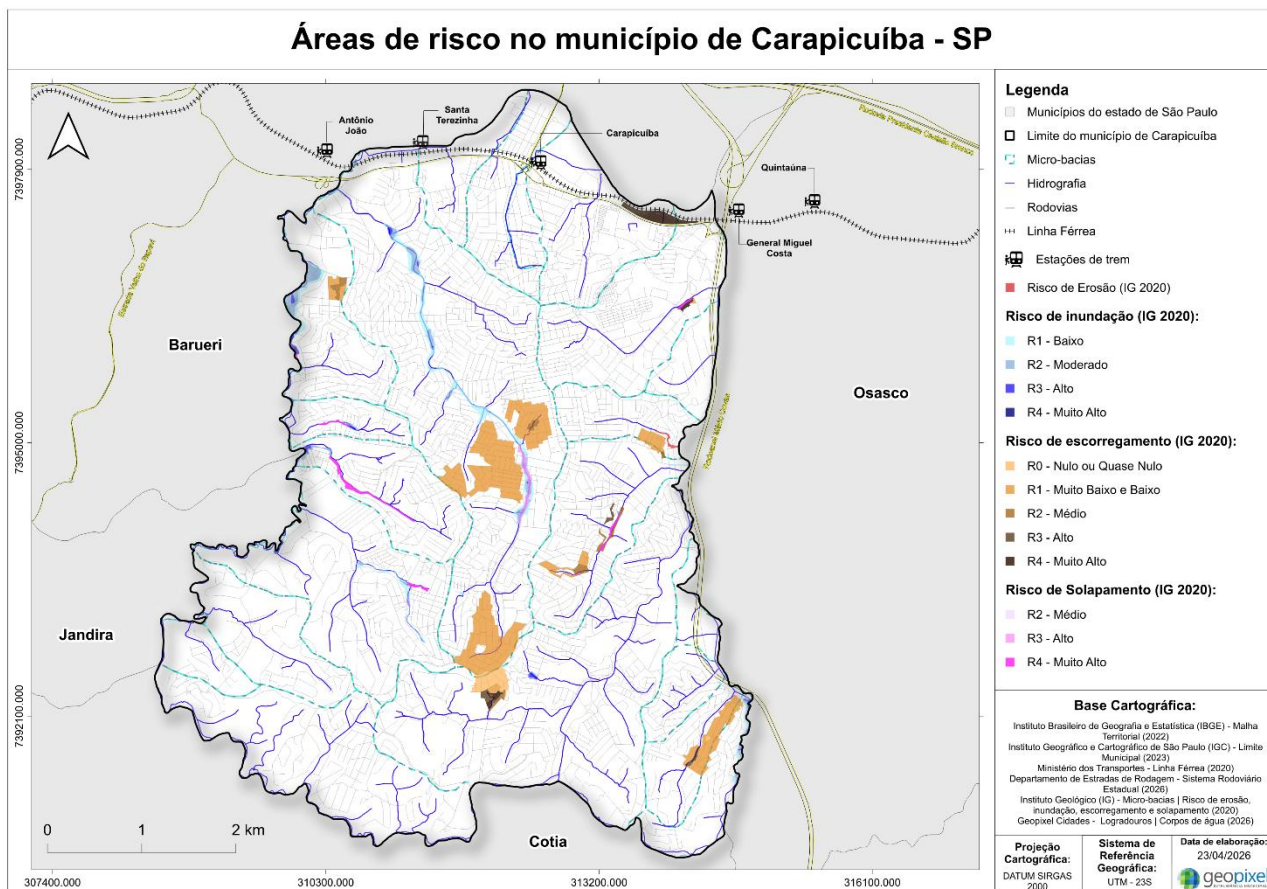 Áreas de risco no município de Carapicuíba - SP
Antônio
João
Santa
Terezinha
Carapicuíba
Quintaúna
General Miguel
Costa
Barueri
Osasco
Jandira
Cotia
7397900.000
7395000.000
7392100.000
307400.000
310300.000
313200.000
316100.000
0 1 2 km
Legenda
Municípios do estado de São Paulo
Limite do município de Carapicuíba
Micro-bacias
Hidrografia
Rodovias
Linha Férrea
Estações de trem
Risco de Erosão (IG 2020)
Risco de inundação (IG 2020):
R1 - Baixo
R2 - Moderado
R3 - Alto
R4 - Muito Alto
Risco de escorregamento (IG 2020):
R0 - Nulo ou Quase Nulo
R1 - Muito Baixo e Baixo
R2 - Médio
R3 - Alto
R4 - Muito Alto
Risco de Solapamento (IG 2020):
R2 - Médio
R3 - Alto
R4 - Muito Alto
Base Cartográfica:
Instituto Brasileiro de Geografia e Estatística (IBGE) - Malha
Territorial (2022)
Instituto Geográfico e Cartográfico de São Paulo (IGC) - Limite
Municipal (2023)
Ministério dos Transportes - Linha Férrea (2020)
Departamento de Estradas de Rodagem - Sistema Rodoviário
Estadual (2026)
Instituto Geológico (IG) - Micro-bacias | Risco de erosão,
inundação, escorregamento e solapamento (2020)
Geopixel Cidades - Logradouros | Corpos de água (2026)
Projeção
Cartográfica:
DATUM SIRGAS
2000
Sistema de
Referência
Geográfica:
UTM - 23S
Data de elaboração:
23/04/2026
geopixel